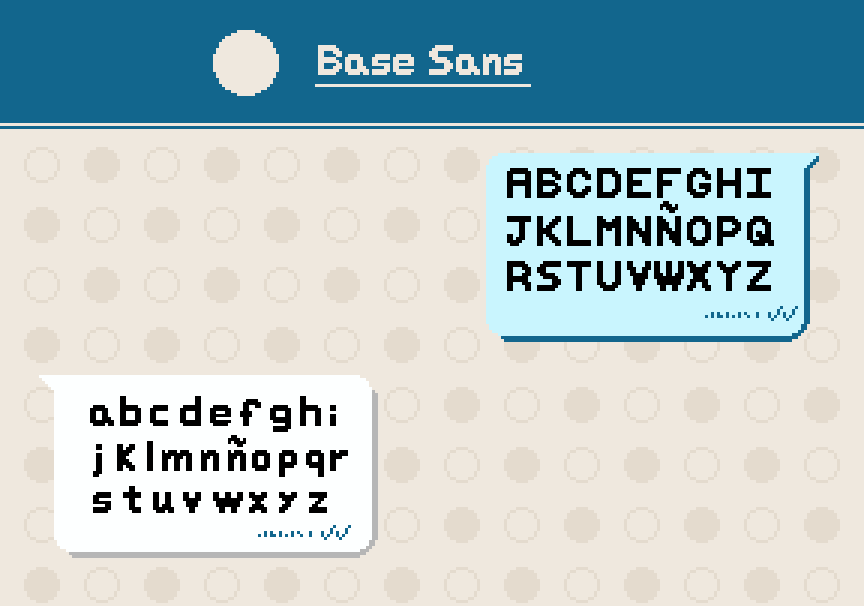 Base Sans
ABCDEFGHI
JKLMNÑOPQ
RSTUVWXYZ
abcdefghi
jKlmnñopqr
stuvwxyz